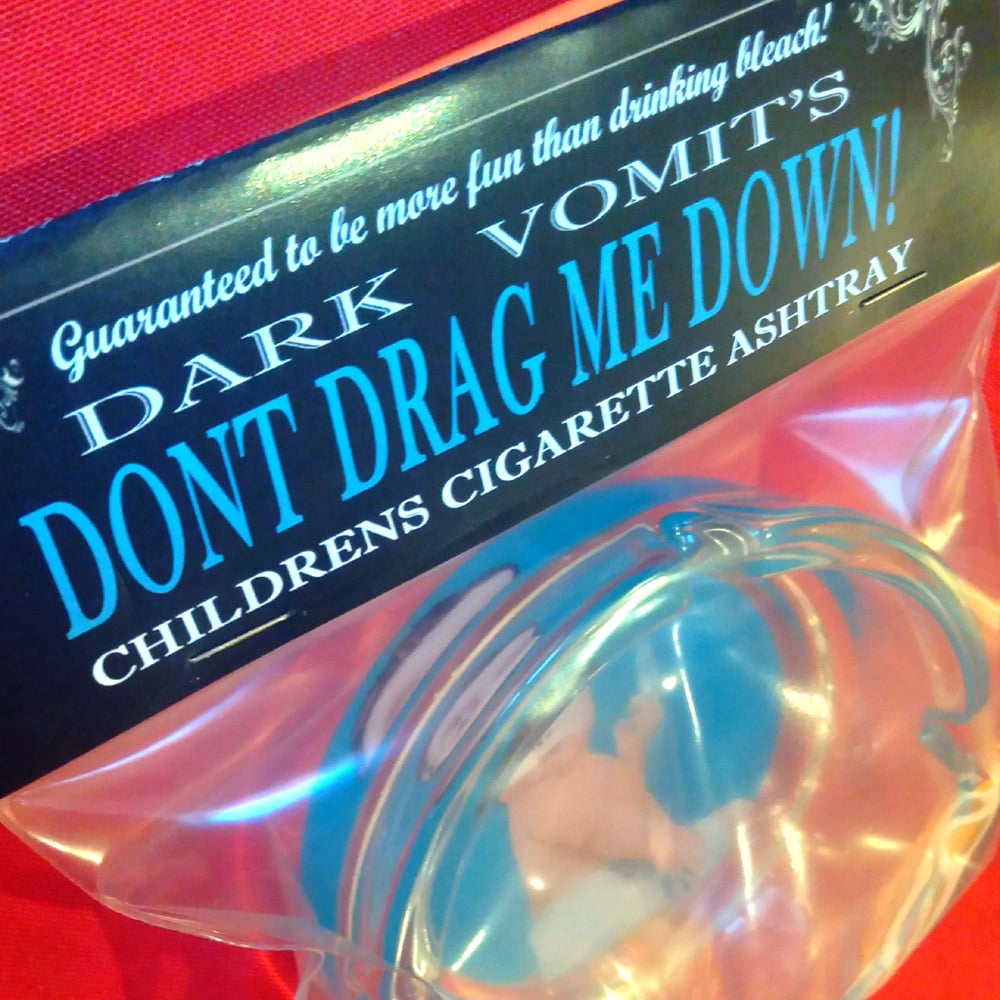 Guaranteed to be more fun than drinking bleach!
DARK VOMIT'S
DONT DRAG ME DOWN!
CHILDRENS CIGARETTE ASHTRAY